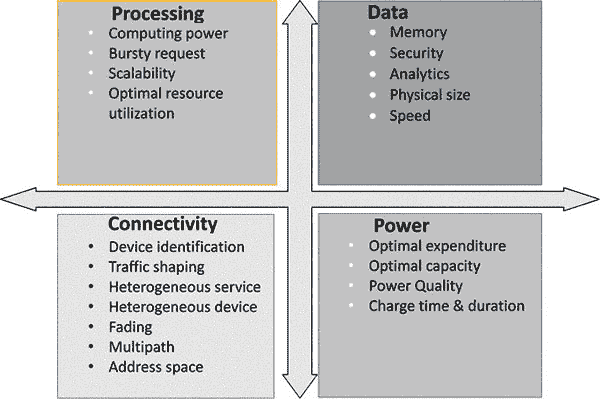 Processing
Computing power
Bursty request
Scalability
Optimal resource
utilization
Data
Memory
Security
Analytics
Physical size
Speed
Connectivity
Device identification
Traffic shaping
Heterogeneous service
Heterogeneous device
Fading
Multipath
Address space
Power
Optimal expenditure
Optimal capacity
Power Quality
Charge time & duration